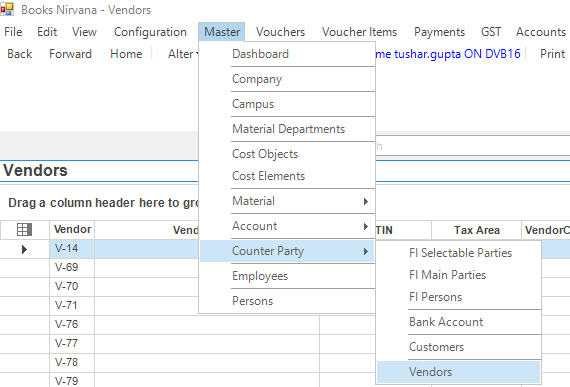 Books Nirvana - Vendors
File Edit View Configuration Master Vouchers Voucher Items Payments GST Accounts
Back Forward Home Alter me tushar.gupta ON DVB16 Print
Dashboard
Company
Campus
Material Departments
Cost Objects
Cost Elements
Material
Account
Counter Party
Employees
Persons
Vendors
Drag a column header here to gro
Vendor Vend TIN Tax Area VendorC
V-14
V-69
V-70
V-71
V-76
V-77
V-78
V-79
FI Selectable Parties
FI Main Parties
FI Persons
Bank Account
Customers
Vendors